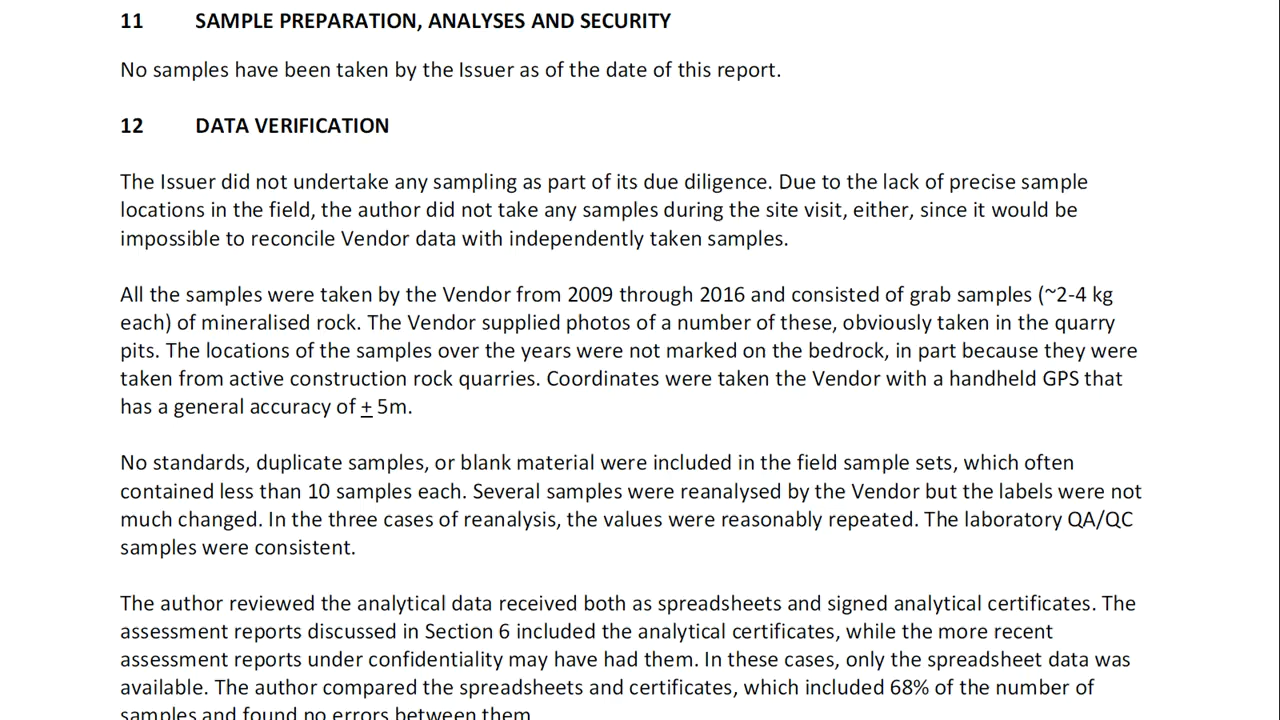 11 SAMPLE PREPARATION, ANALYSES AND SECURITY
No samples have been taken by the Issuer as of the date of this report.
12 DATA VERIFICATION
The Issuer did not undertake any sampling as part of its due diligence. Due to the lack of precise sample
locations in the field, the author did not take any samples during the site visit, either, since it would be
impossible to reconcile Vendor data with independently taken samples.
All the samples were taken by the Vendor from 2009 through 2016 and consisted of grab samples (~2-4 kg
each) of mineralised rock. The Vendor supplied photos of a number of these, obviously taken in the quarry
pits. The locations of the samples over the years were not marked on the bedrock, in part because they were
taken from active construction rock quarries. Coordinates were taken the Vendor with a handheld GPS that
has a general accuracy of ± 5m.
No standards, duplicate samples, or blank material were included in the field sample sets, which often
contained less than 10 samples each. Several samples were reanalysed by the Vendor but the labels were not
much changed. In the three cases of reanalysis, the values were reasonably repeated. The laboratory QA/QC
samples were consistent.
The author reviewed the analytical data received both as spreadsheets and signed analytical certificates. The
assessment reports discussed in Section 6 included the analytical certificates, while the more recent
assessment reports under confidentiality may have had them. In these cases, only the spreadsheet data was
available. The author compared the spreadsheets and certificates, which included 68% of the number of
samples and found no errors between them